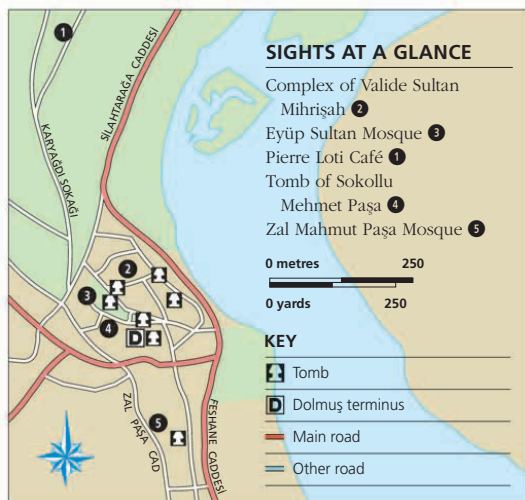 SIGHTS AT A GLANCE
Complex of Valide Sultan
Mihrişah 2
Eyüp Sultan Mosque 3
Pierre Loti Café 1
Tomb of Sokollu
Mehmet Paşa 4
Zal Mahmut Paşa Mosque 5
0 metres 250
0 yards 250
KEY
Tomb
D Dolmuş terminus
Main road
Other road
1
SILAHTARAĞA CADDESİ
KARYAĞDI SOKAĞI
2
3
4
D
5
ZAL PAŞA CAD
FESHANE CADDESİ